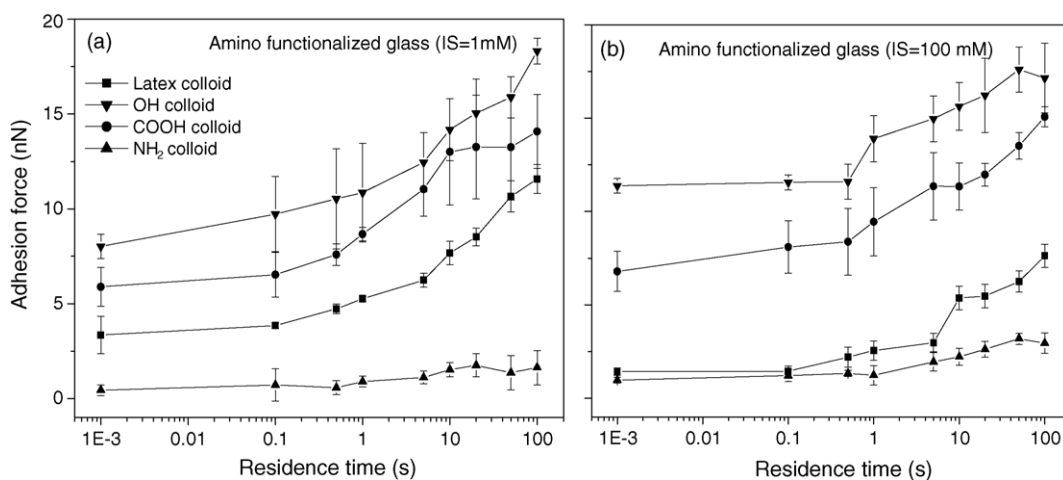 (a)
Amino functionalized glass (IS=1mM)
Latex colloid
OH colloid
COOH colloid
NH₂ colloid
Adhesion force (nN)
20
15
10
5
0
1E-3 0.01 0.1 1 10 100
Residence time (s)
(b)
Amino functionalized glass (IS=100 mM)
1E-3 0.01 0.1 1 10 100
Residence time (s)